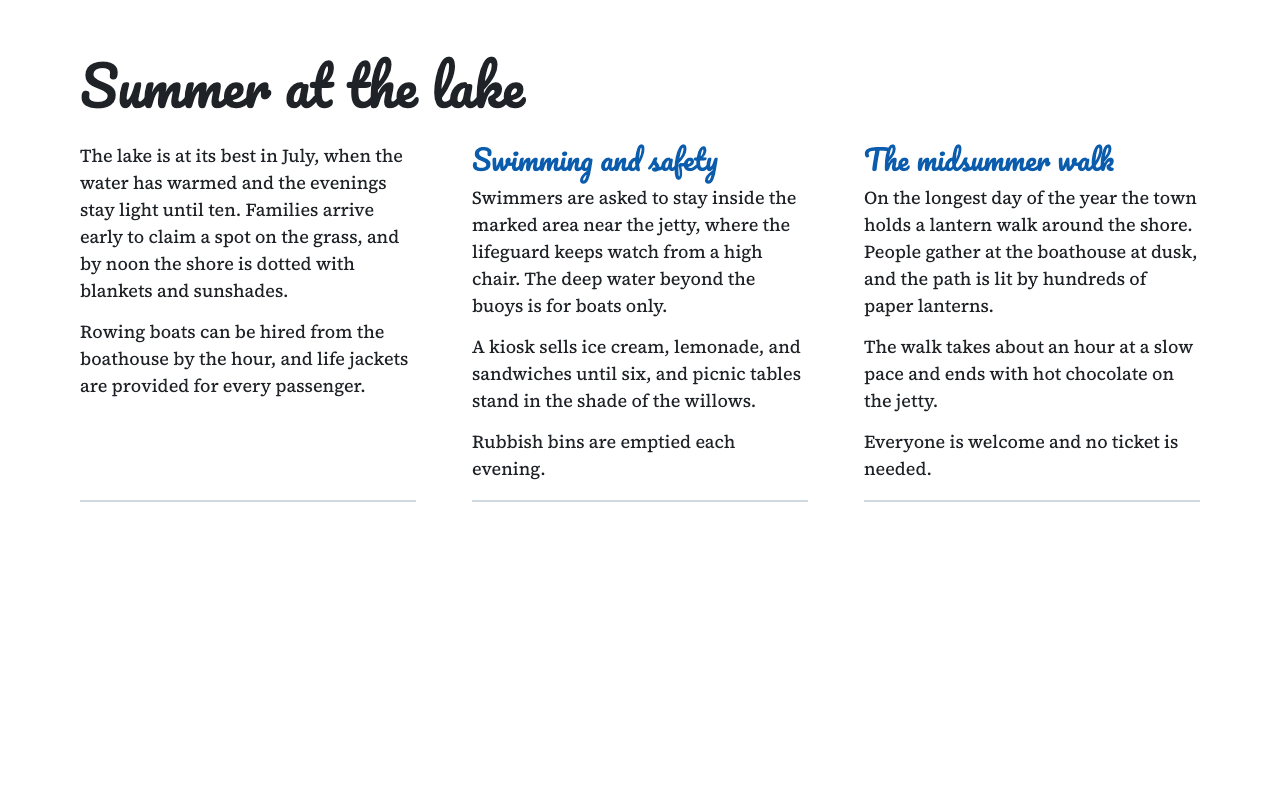 Summer at the lake
The lake is at its best in July, when the
water has warmed and the evenings
stay light until ten. Families arrive
early to claim a spot on the grass, and
by noon the shore is dotted with
blankets and sunshades.
Rowing boats can be hired from the
boathouse by the hour, and life jackets
are provided for every passenger.
Swimming and safety
Swimmers are asked to stay inside the
marked area near the jetty, where the
lifeguard keeps watch from a high
chair. The deep water beyond the
buoys is for boats only.
A kiosk sells ice cream, lemonade, and
sandwiches until six, and picnic tables
stand in the shade of the willows.
Rubbish bins are emptied each
evening.
The midsummer walk
On the longest day of the year the town
holds a lantern walk around the shore.
People gather at the boathouse at dusk,
and the path is lit by hundreds of
paper lanterns.
The walk takes about an hour at a slow
pace and ends with hot chocolate on
the jetty.
Everyone is welcome and no ticket is
needed.